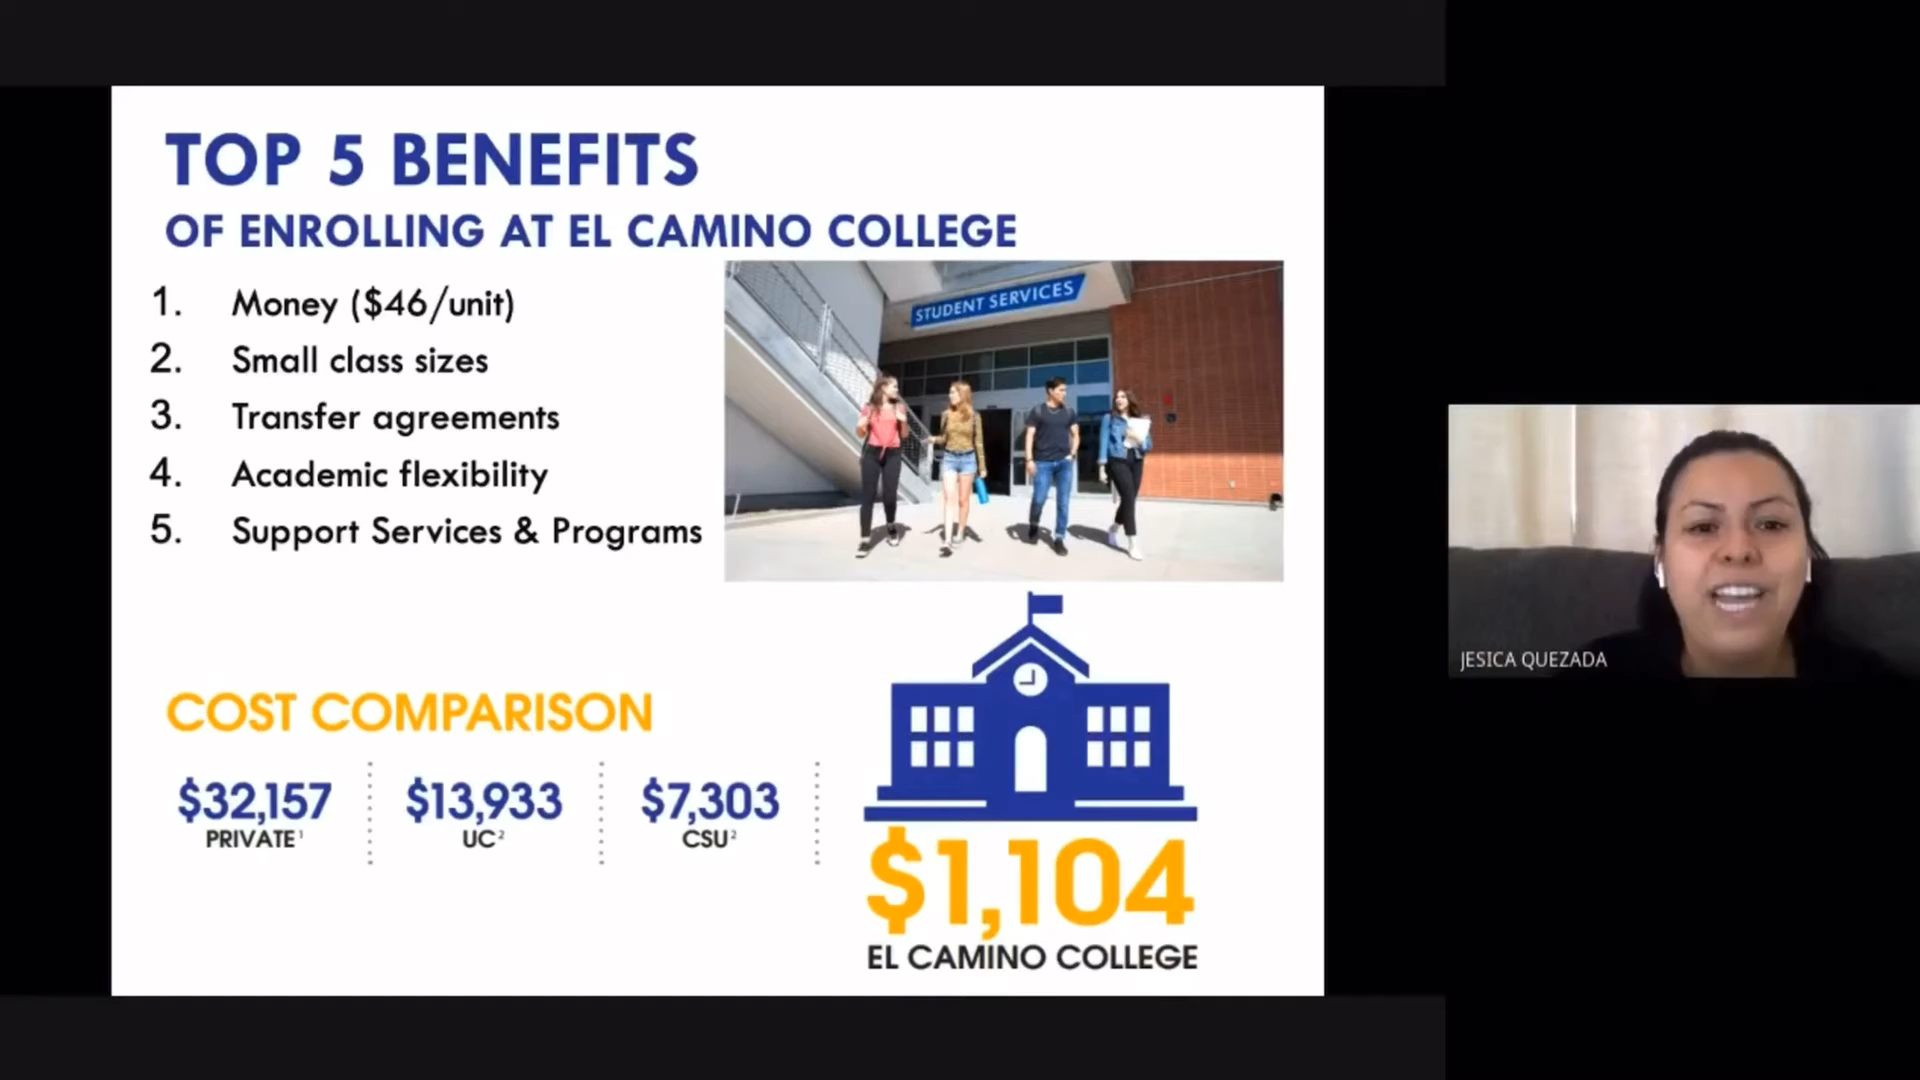 TOP 5 BENEFITS
OF ENROLLING AT EL CAMINO COLLEGE
1. Money ($46/unit)
2. Small class sizes
3. Transfer agreements
4. Academic flexibility
5. Support Services & Programs
STUDENT SERVICES
COST COMPARISON
$32,157
PRIVATE¹
$13,933
UC²
$7,303
CSU²
$1,104
EL CAMINO COLLEGE
JESICA QUEZADA